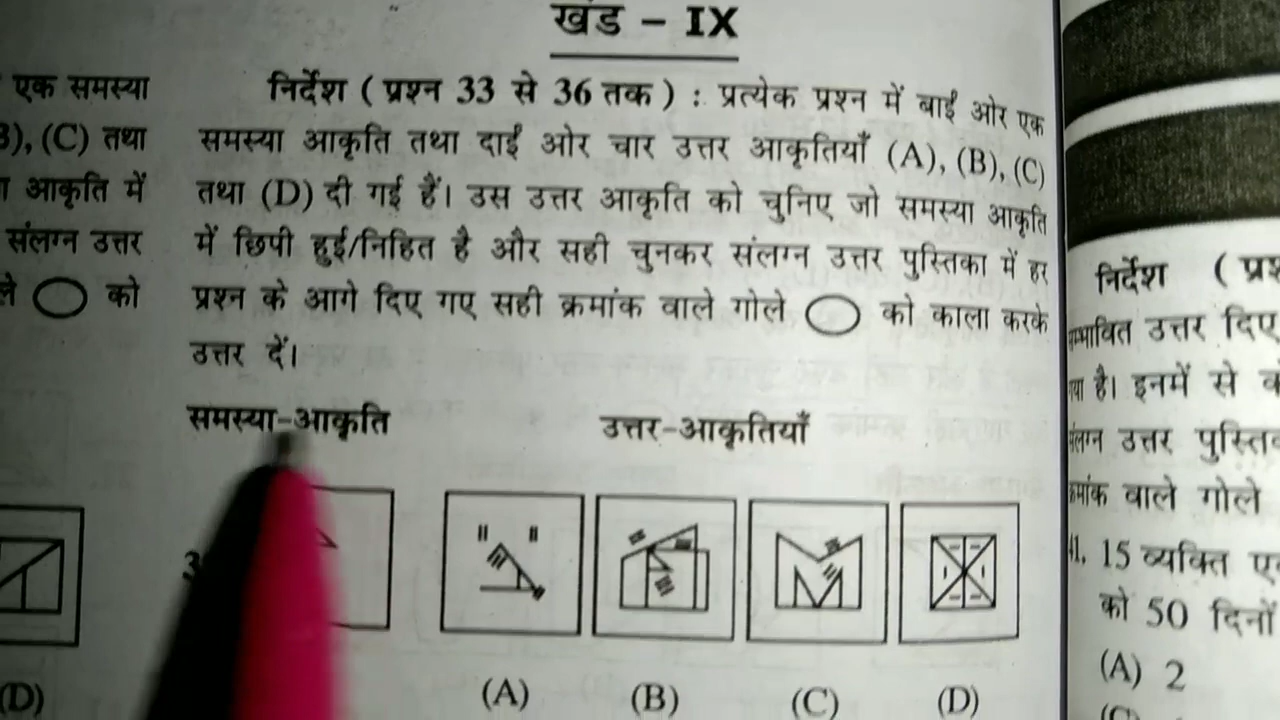 खंड – IX
एक समस्या
(C) तथा
आकृति में
संलग्न उत्तर
को
(D)
निर्देश ( प्रश्न 33 से 36 तक ) : प्रत्येक प्रश्न में बाईं ओर एक
समस्या आकृति तथा दाईं ओर चार उत्तर आकृतियाँ (A), (B), (C)
तथा (D) दी गई हैं। उस उत्तर आकृति को चुनिए जो समस्या आकृति
में छिपी हुई/निहित है और सही चुनकर संलग्न उत्तर पुस्तिका में हर
प्रश्न के आगे दिए गए सही क्रमांक वाले गोले को काला करके
उत्तर दें।
समस्या-आकृति उत्तर-आकृतियाँ
(A) (B) (C) (D)
निर्देश (
उत्तर दिए
है। इनमें से
उत्तर
वाले गोले
15 व्यक्ति
को 50 दिनों
(A) 2